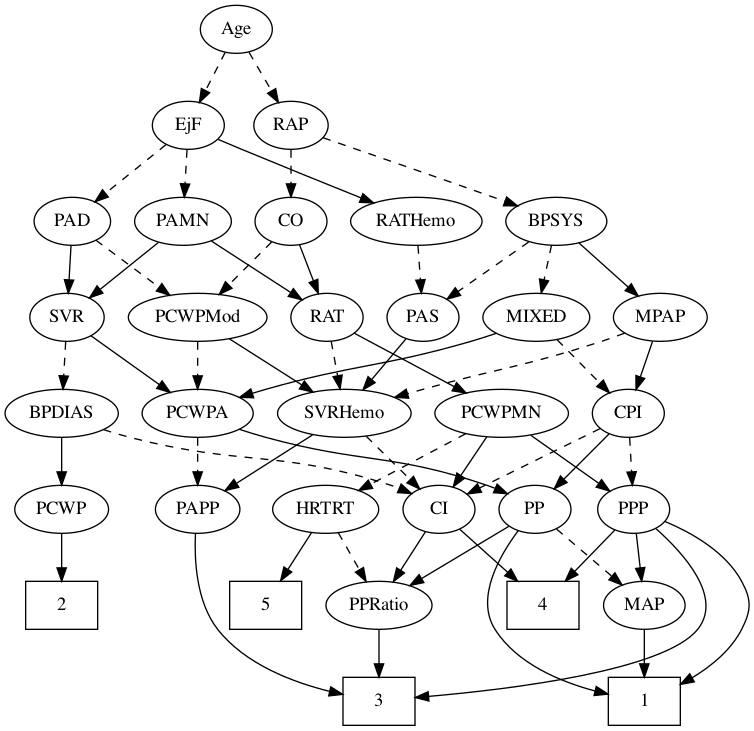 Age
EjF
RAP
PAD
PAMN
CO
RATHemo
BPSYS
SVR
PCWPMod
RAT
PAS
MIXED
MPAP
BPDIAS
PCWPA
SVRHemo
PCWPMN
CPI
PCWP
PAPP
HRTRT
CI
PP
PPP
2
5
PPRatio
4
MAP
3
1